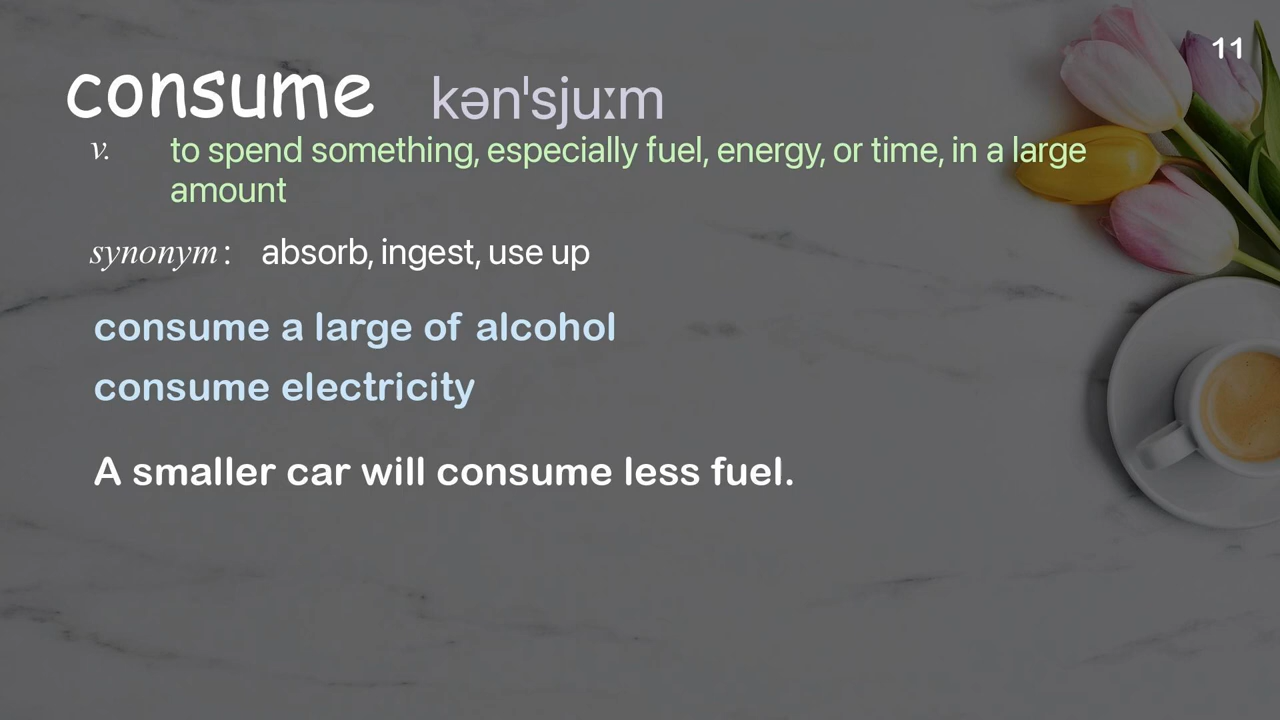 11
consume kən'sjuːm
v. to spend something, especially fuel, energy, or time, in a large
amount
synonym : absorb, ingest, use up
consume a large of alcohol
consume electricity
A smaller car will consume less fuel.